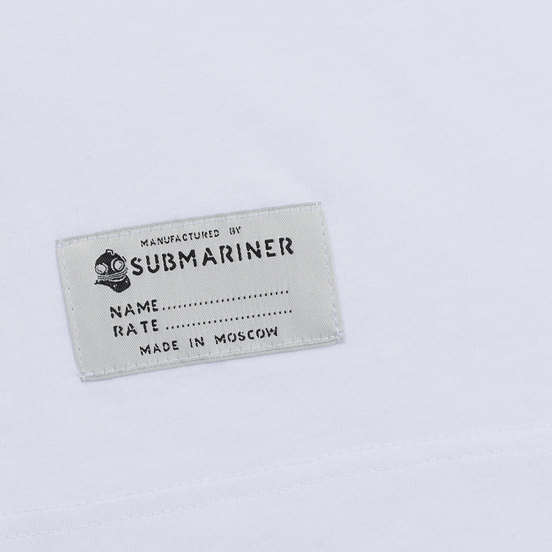 MANUFACTURED BY
SUBMARINER
NAME..........................
RATE..........................
MADE IN MOSCOW